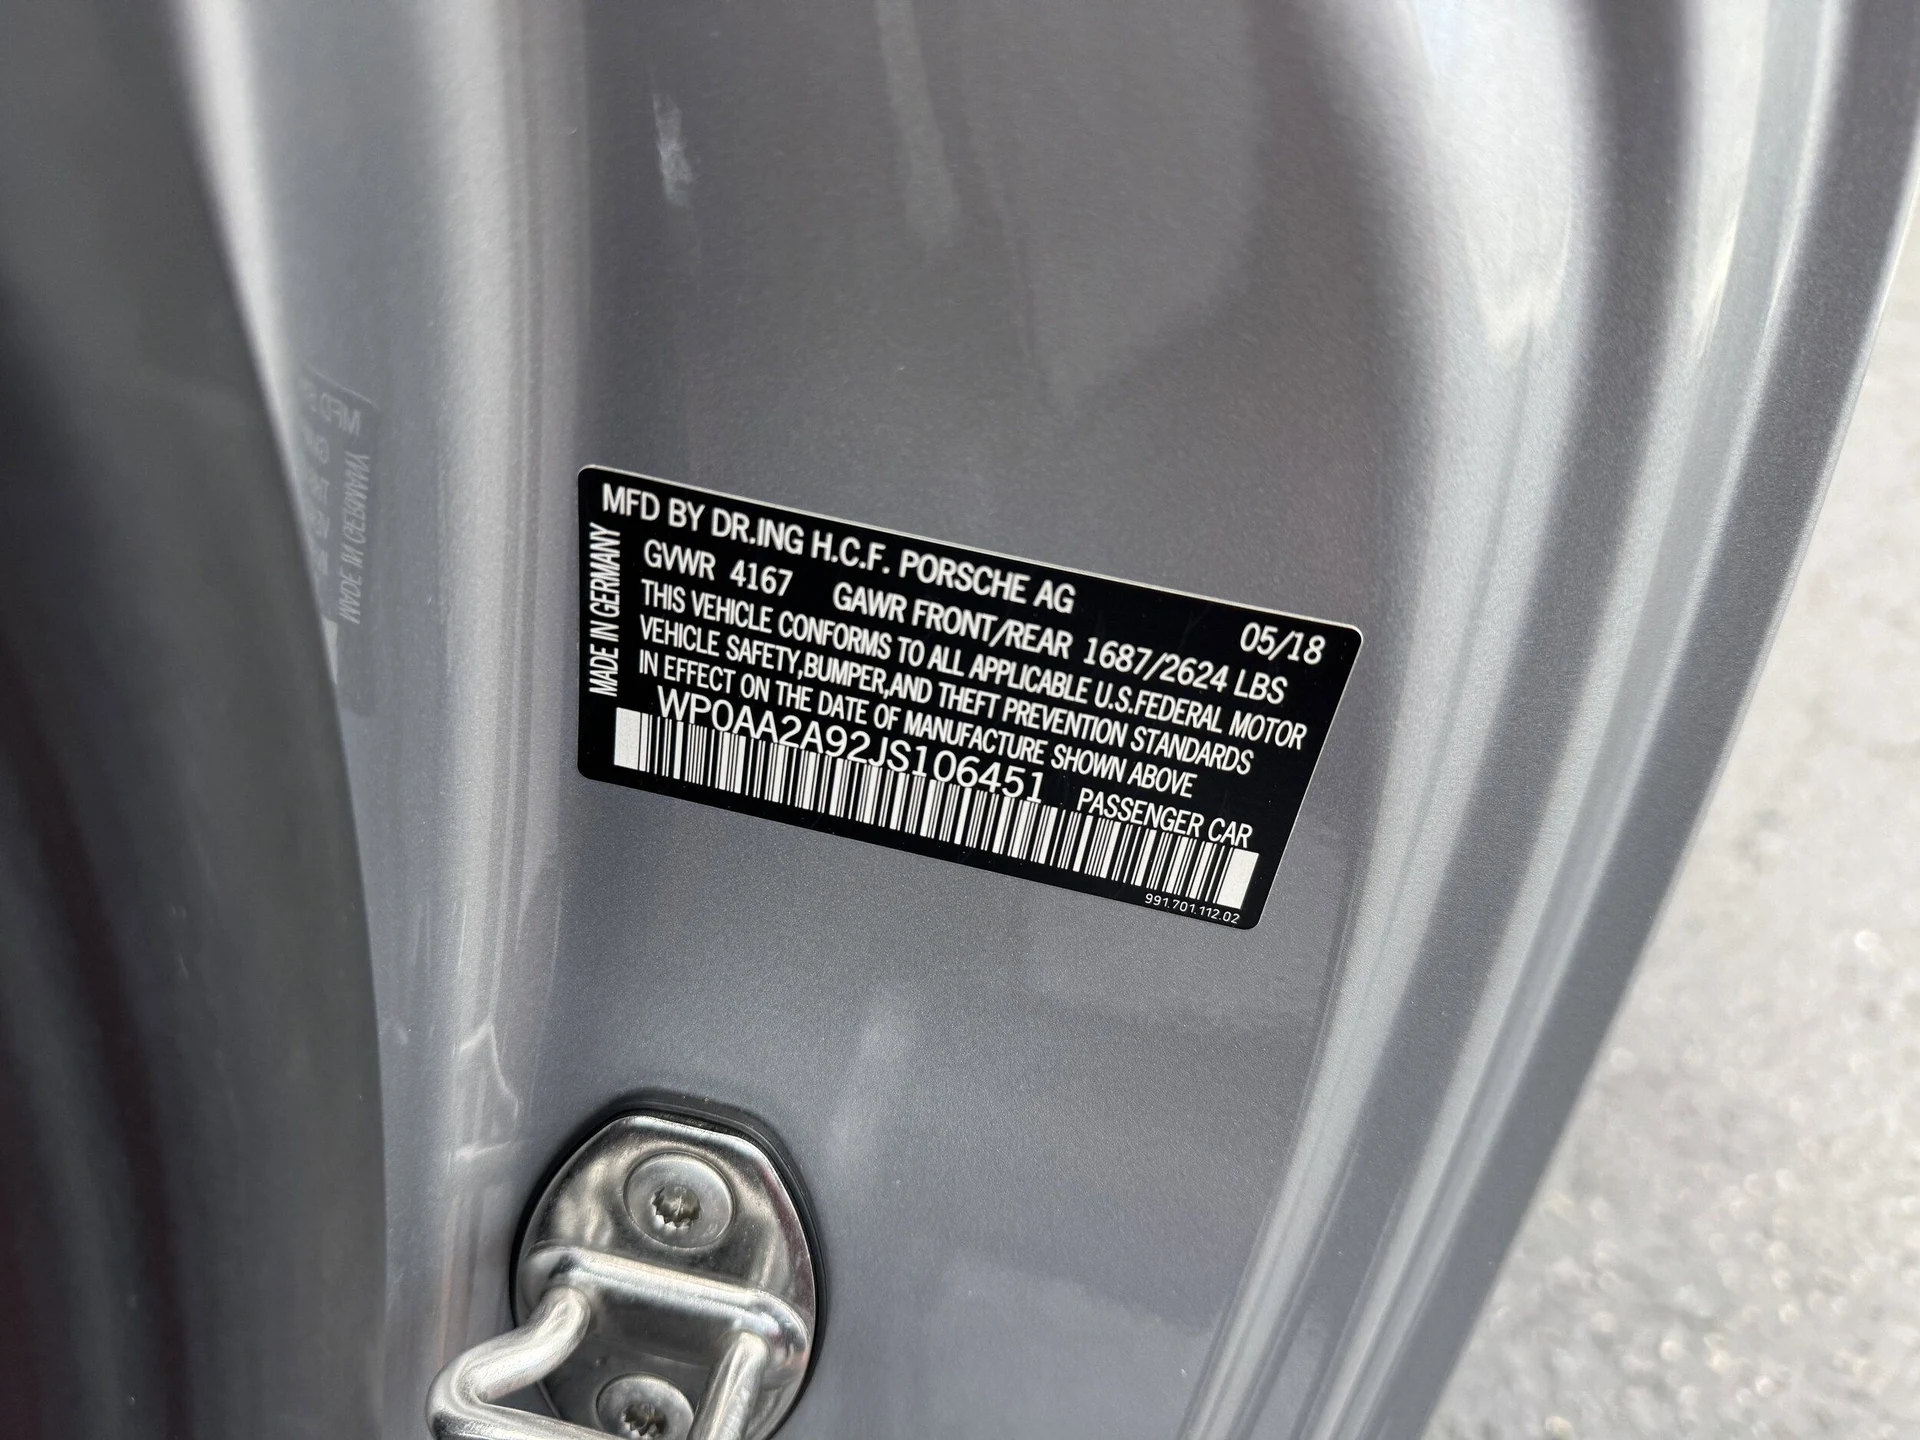 MFD BY DR.ING H.C.F. PORSCHE AG 05/18
GVWR 4167 GAWR FRONT/REAR 1687/2624 LBS
THIS VEHICLE CONFORMS TO ALL APPLICABLE U.S.FEDERAL MOTOR
VEHICLE SAFETY,BUMPER,AND THEFT PREVENTION STANDARDS
IN EFFECT ON THE DATE OF MANUFACTURE SHOWN ABOVE
WP0AA2A92JS106451 PASSENGER CAR
991.701.112.02
MADE IN GERMANY